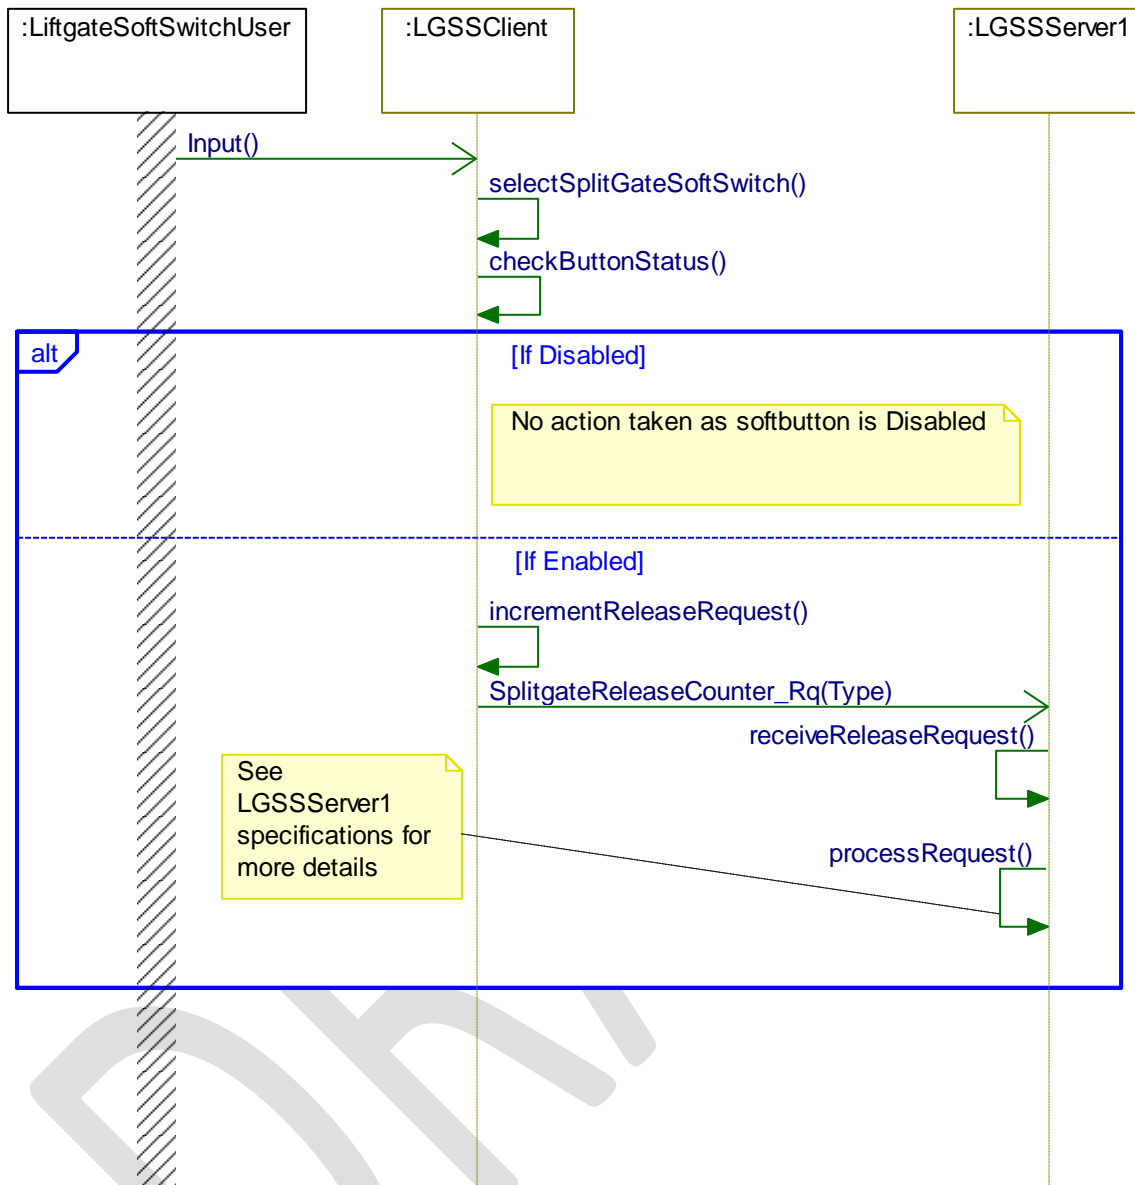 :LiftgateSoftSwitchUser
:LGSSClient
:LGSSServer1
Input()
selectSplitGateSoftSwitch()
checkButtonStatus()
alt
[If Disabled]
No action taken as softbutton is Disabled
[If Enabled]
incrementReleaseRequest()
SplitgateReleaseCounter_Rq(Type)
receiveReleaseRequest()
See
LGSSServer1
specifications for
more details
processRequest()